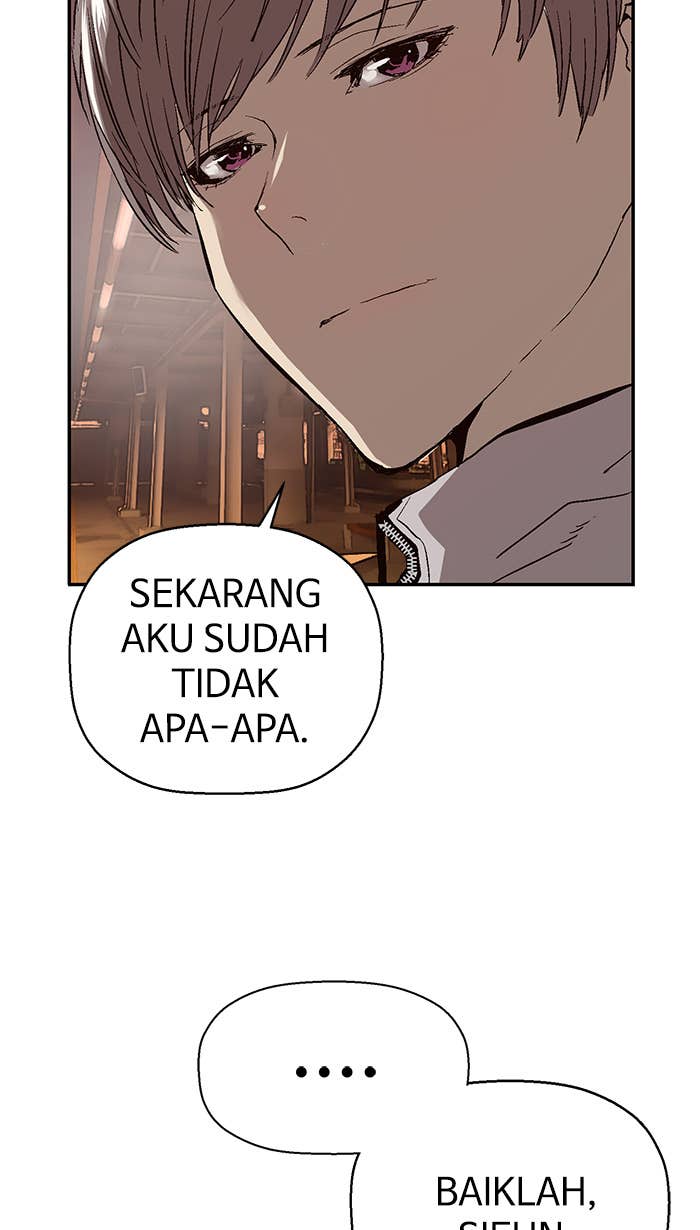 SEKARANG
AKU SUDAH
TIDAK
APA-APA.
....
BAIKLAH,